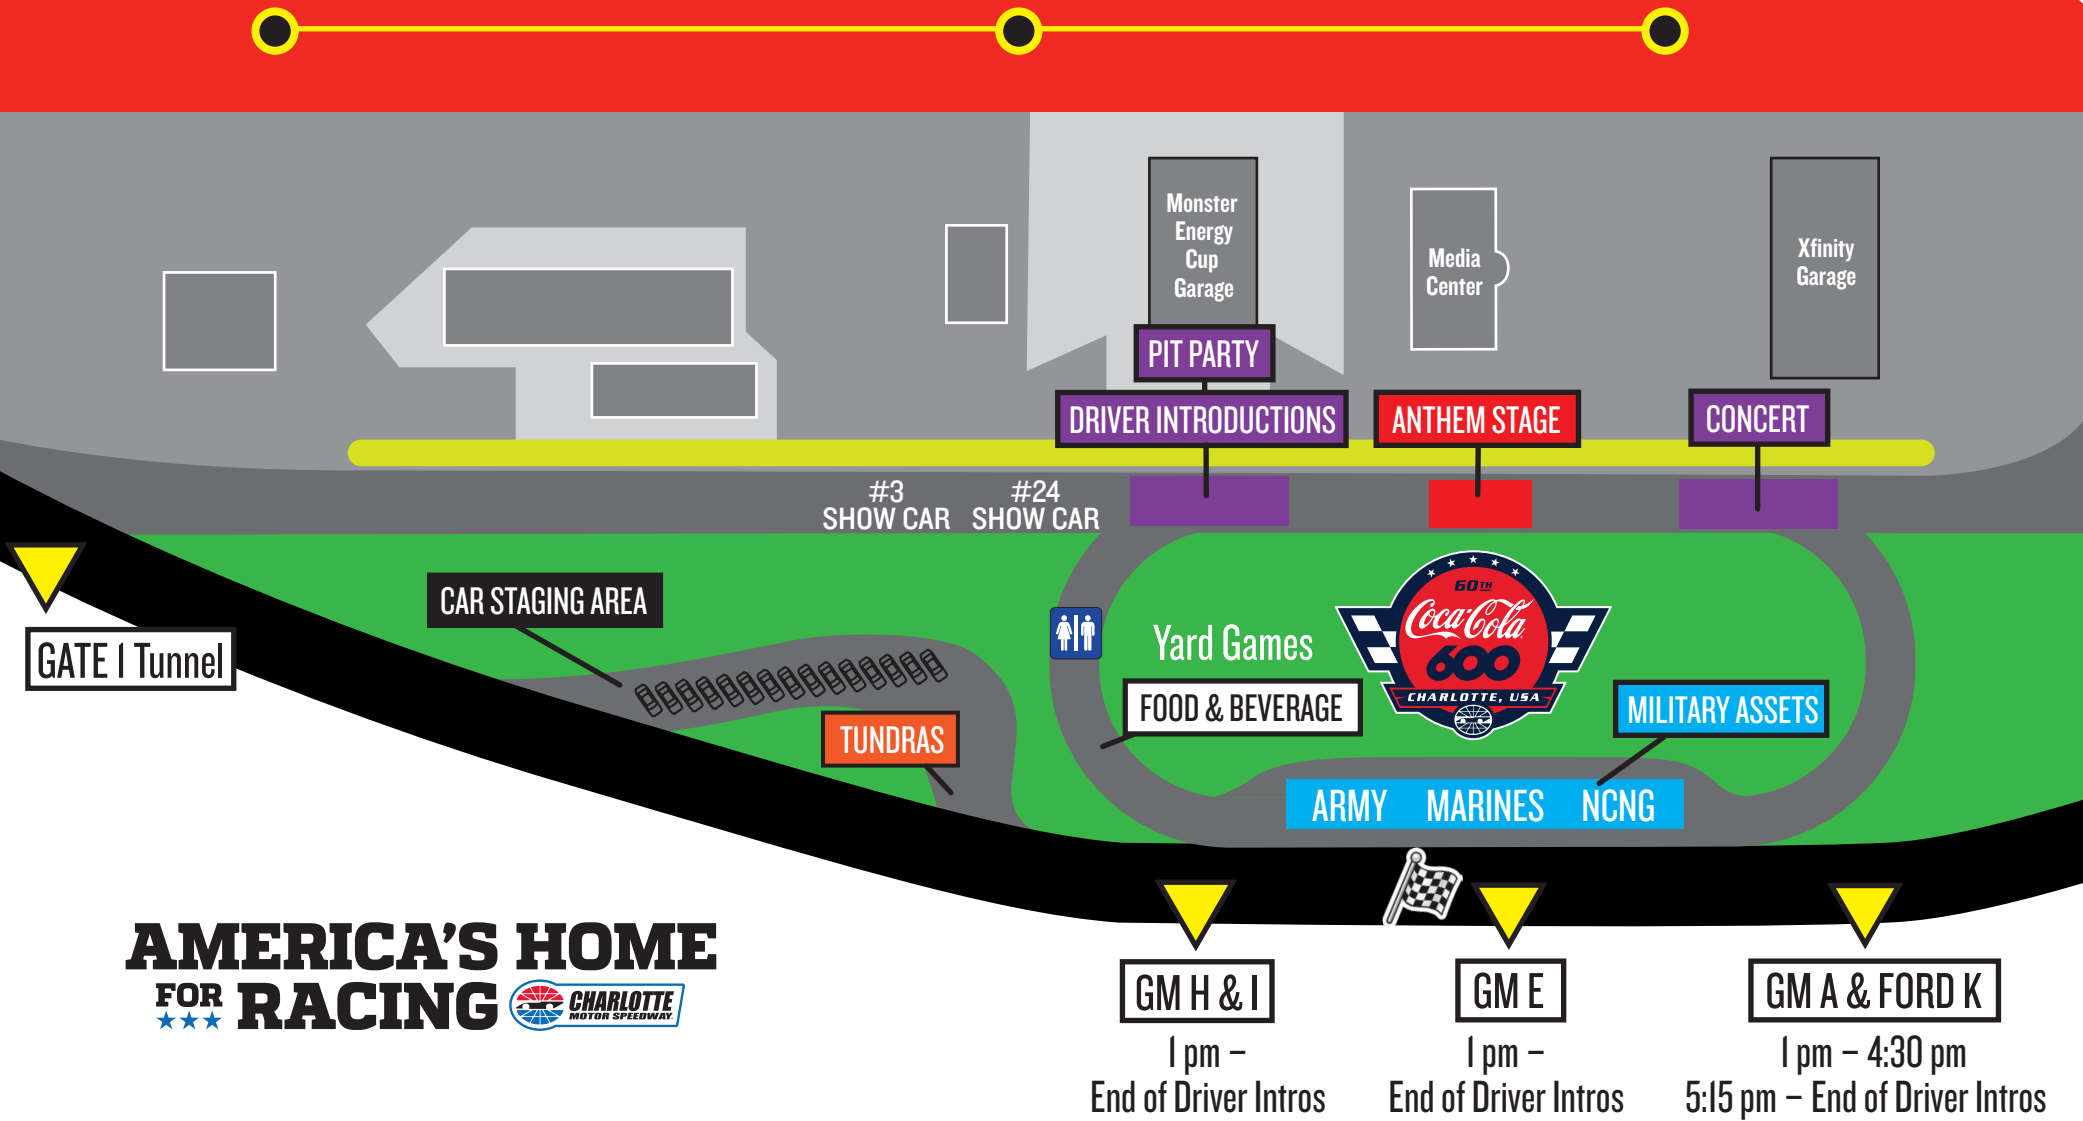 Monster
Energy
Cup
Garage
Media
Center
Xfinity
Garage
PIT PARTY
DRIVER INTRODUCTIONS
ANTHEM STAGE
CONCERT
#3
SHOW CAR
#24
SHOW CAR
GATE 1 Tunnel
CAR STAGING AREA
TUNDRAS
Yard Games
FOOD & BEVERAGE
60TH
Coca-Cola
600
CHARLOTTE, USA
MILITARY ASSETS
ARMY MARINES NCNG
AMERICA'S HOME
FOR RACING
CHARLOTTE
MOTOR SPEEDWAY
GM H & I
1 pm –
End of Driver Intros
GM E
1 pm –
End of Driver Intros
GM A & FORD K
1 pm – 4:30 pm
5:15 pm – End of Driver Intros